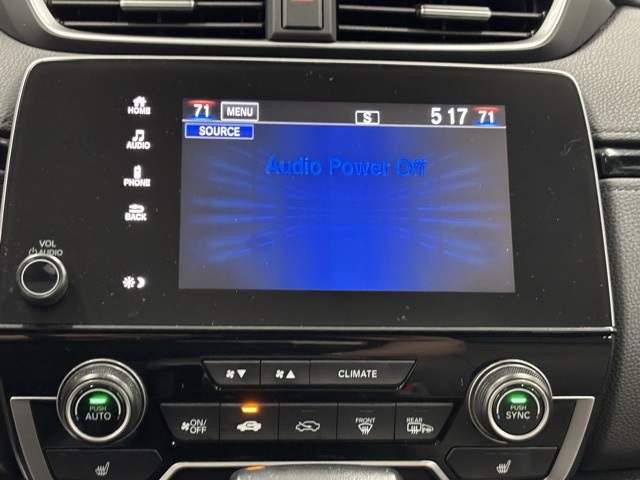 HOME
AUDIO
PHONE
BACK
VOL
AUDIO
71 MENU S 5 17 71
SOURCE
Audio Power Off
CLIMATE
PUSH
AUTO
ON/
OFF
FRONT
REAR
PUSH
SYNC